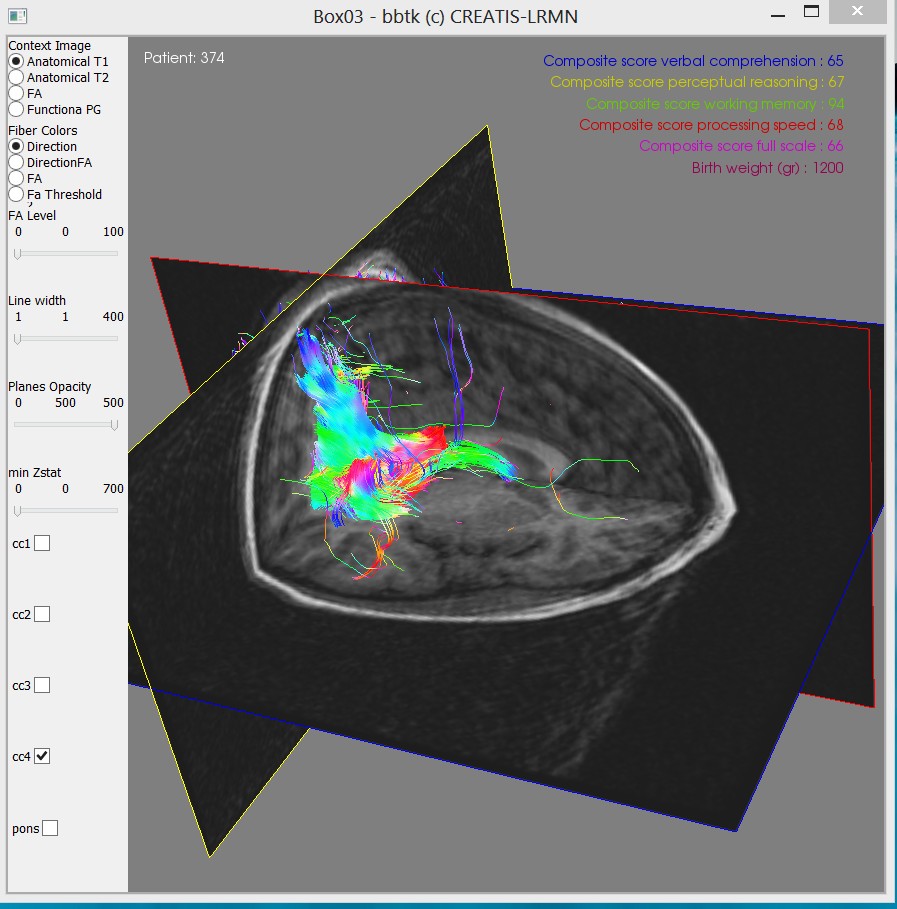 Box03 - bbtk (c) CREATIS-LRMN
Context Image
Anatomical T1
Anatomical T2
FA
Functiona PG
Fiber Colors
Direction
DirectionFA
FA
Fa Threshold
?
FA Level
0 0 100
Line width
1 1 400
Planes Opacity
0 500 500
min Zstat
0 0 700
cc1
cc2
cc3
cc4
pons
Patient: 374
Composite score verbal comprehension : 65
Composite score perceptual reasoning : 67
Composite score working memory : 94
Composite score processing speed : 68
Composite score full scale : 66
Birth weight (gr) : 1200